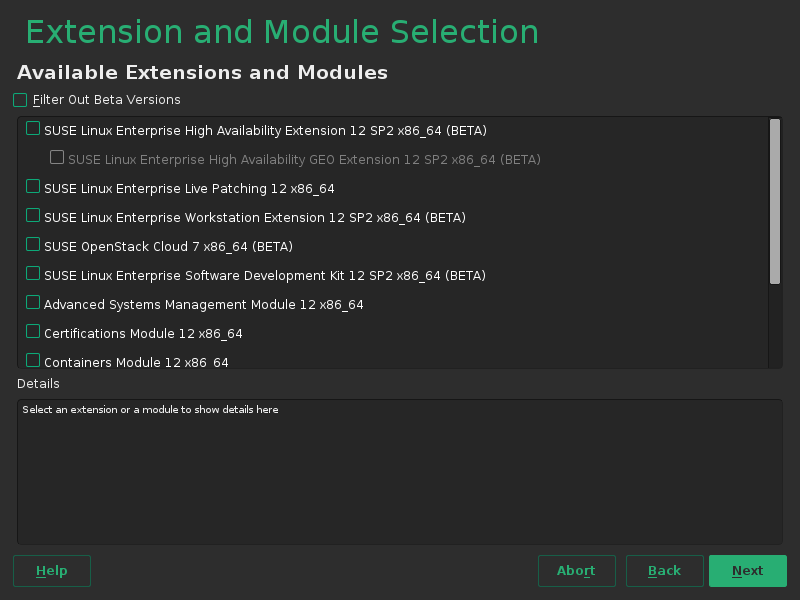 Extension and Module Selection
Available Extensions and Modules
Filter Out Beta Versions
SUSE Linux Enterprise High Availability Extension 12 SP2 x86_64 (BETA)
SUSE Linux Enterprise High Availability GEO Extension 12 SP2 x86_64 (BETA)
SUSE Linux Enterprise Live Patching 12 x86_64
SUSE Linux Enterprise Workstation Extension 12 SP2 x86_64 (BETA)
SUSE OpenStack Cloud 7 x86_64 (BETA)
SUSE Linux Enterprise Software Development Kit 12 SP2 x86_64 (BETA)
Advanced Systems Management Module 12 x86_64
Certifications Module 12 x86_64
Containers Module 12 x86_64
Details
Select an extension or a module to show details here
Help
Abort
Back
Next